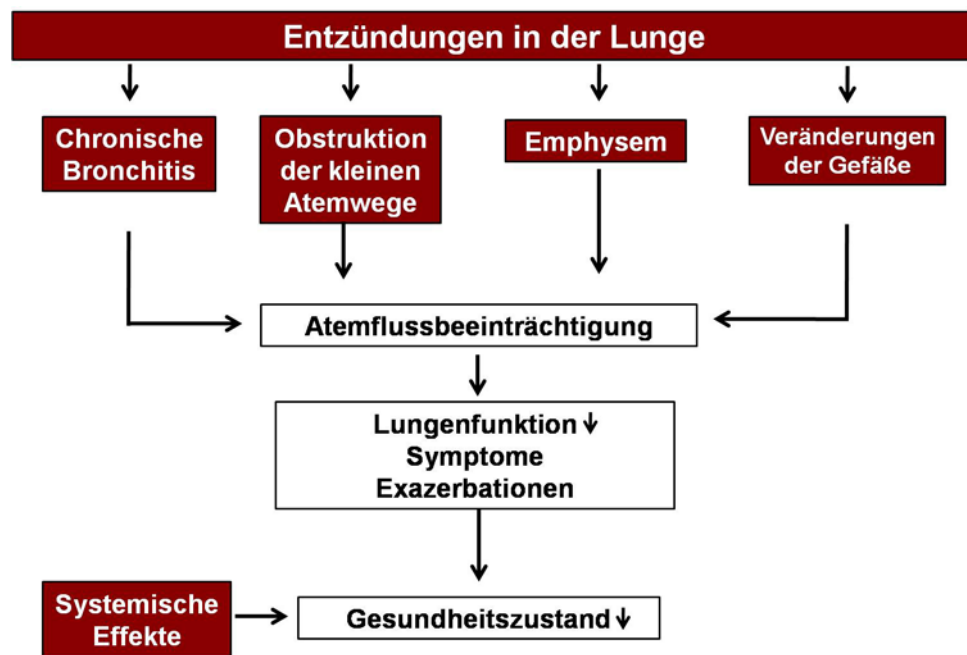 Entzündungen in der Lunge
Chronische
Bronchitis
Obstruktion
der kleinen
Atemwege
Emphysem
Veränderungen
der Gefäße
Atemflussbeeinträchtigung
Lungenfunktion ↓
Symptome
Exazerbationen
Systemische
Effekte
Gesundheitszustand ↓